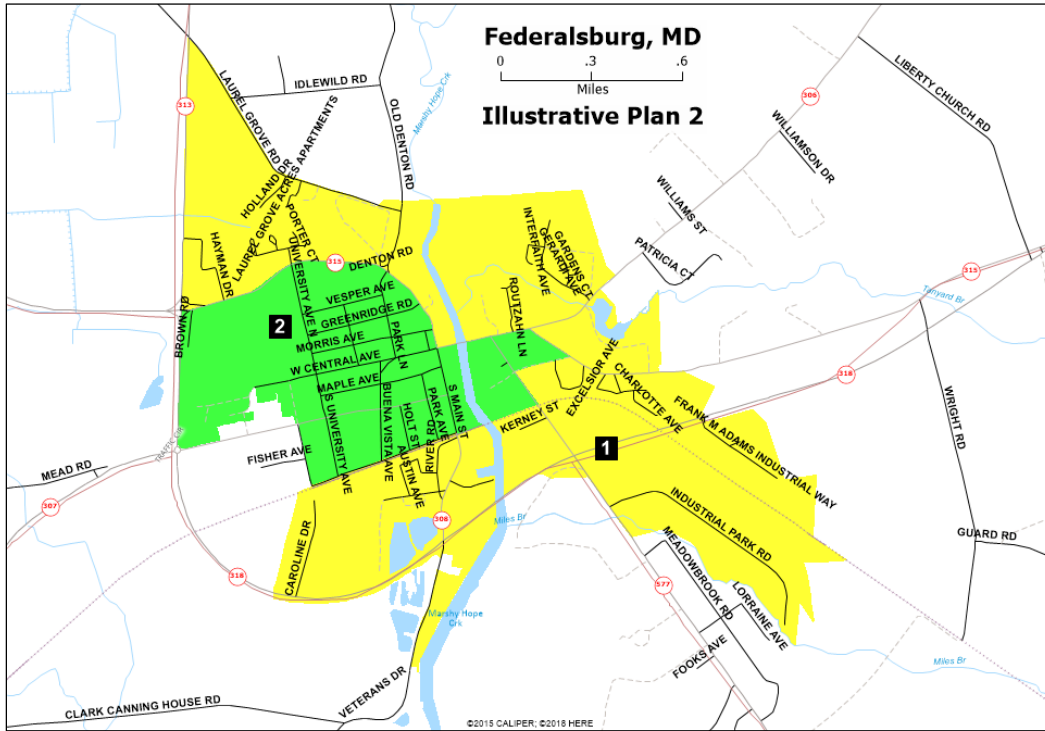 Federalsburg, MD
0 .3 .6
Miles
Illustrative Plan 2
313
LAUREL GROVE RD
IDLEWILD RD
OLD DENTON RD
Marshy Hope Crk
306
LIBERTY CHURCH RD
WILLIAMSON DR
HOLLAND DR
LAUREL GROVE ACRES APARTMENTS
PORTER CT
HAYMAN DR
UNIVERSITY AVE N
315
DENTON RD
INTERFAITH AVE
GERARD AVE
GARDENS CT
WILLIAMS ST
PATRICIA CT
315
Tanyard Br
BROWN RD
2
VESPER AVE
GREENRIDGE RD
MORRIS AVE
W CENTRAL AVE
MAPLE AVE
PARK LN
ROUTZAHN LN
EXCELSIOR AVE
CHARLOTTE AVE
318
FRANK M ADAMS INDUSTRIAL WAY
WRIGHT RD
S UNIVERSITY AVE
BUENA VISTA AVE
HOLT ST
AUSTIN AVE
RIVER RD
PARK AVE
S MAIN ST
KERNEY ST
1
TRAFFIC CIR
FISHER AVE
MEAD RD
307
308
Miles Br
INDUSTRIAL PARK RD
GUARD RD
318
CAROLINE DR
577
MEADOWBROOK RD
LORRAINE AVE
FOOKS AVE
Marshy Hope
Crk
Miles Br
VETERANS DR
CLARK CANNING HOUSE RD
©2015 CALIPER; ©2018 HERE